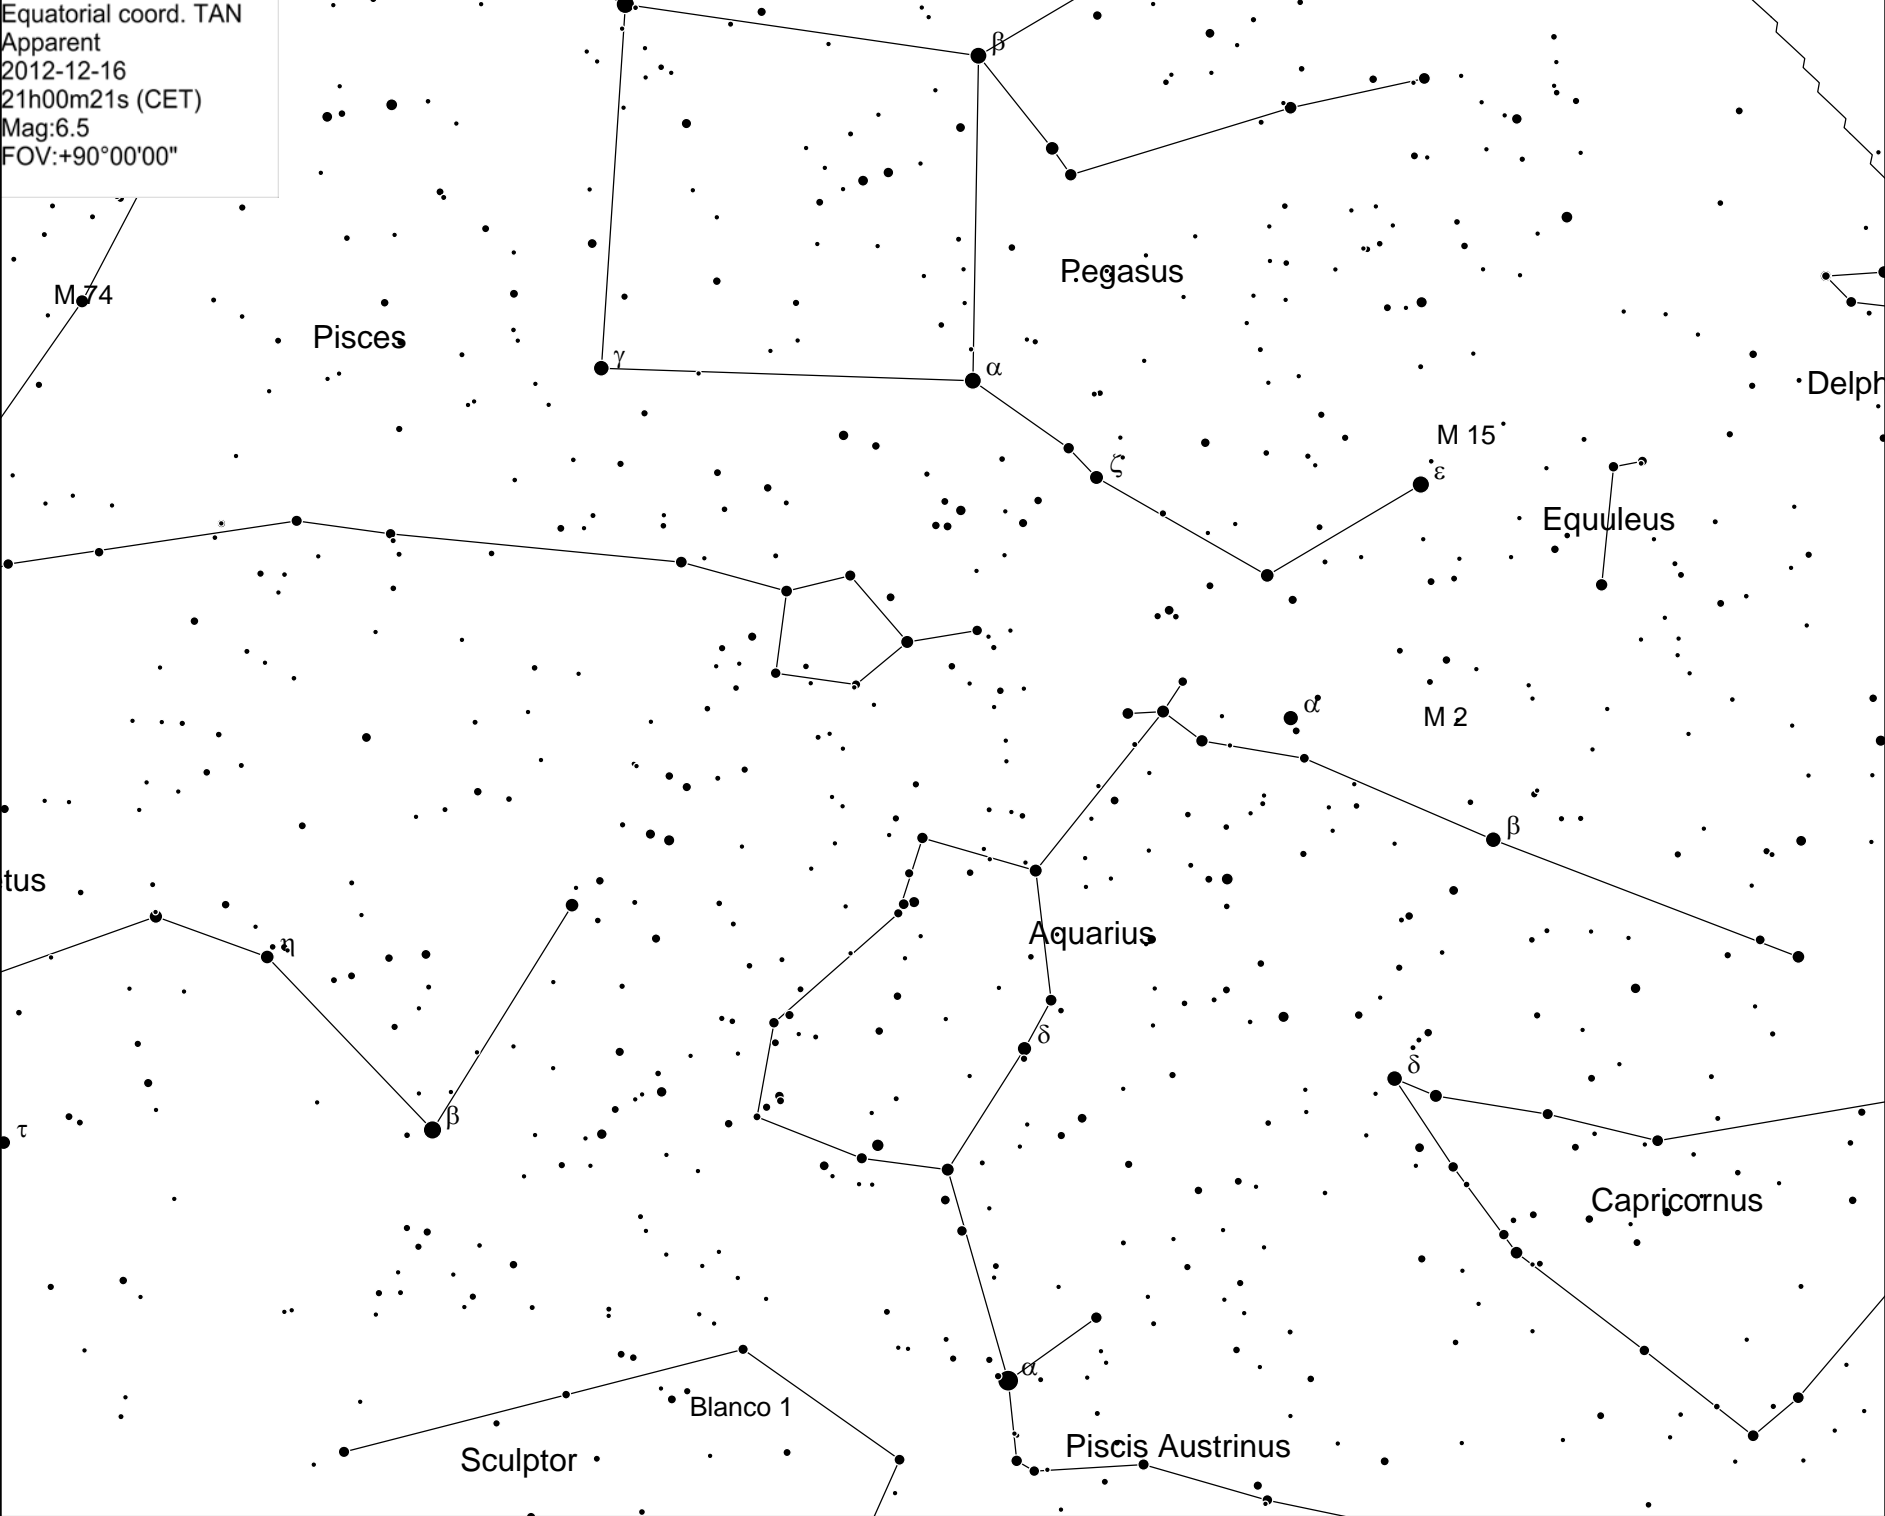 Equatorial coord. TAN
Apparent
2012-12-16
21h00m21s (CET)
Mag:6.5
FOV:+90°00'00"
β
Pegasus
M 74
Pisces
γ
α
Delph
M 15
ζ
ε
Equuleus
α
M 2
β
tus
Aquarius
η
δ
δ
β
τ
Capricornus
α
Blanco 1
Piscis Austrinus
Sculptor